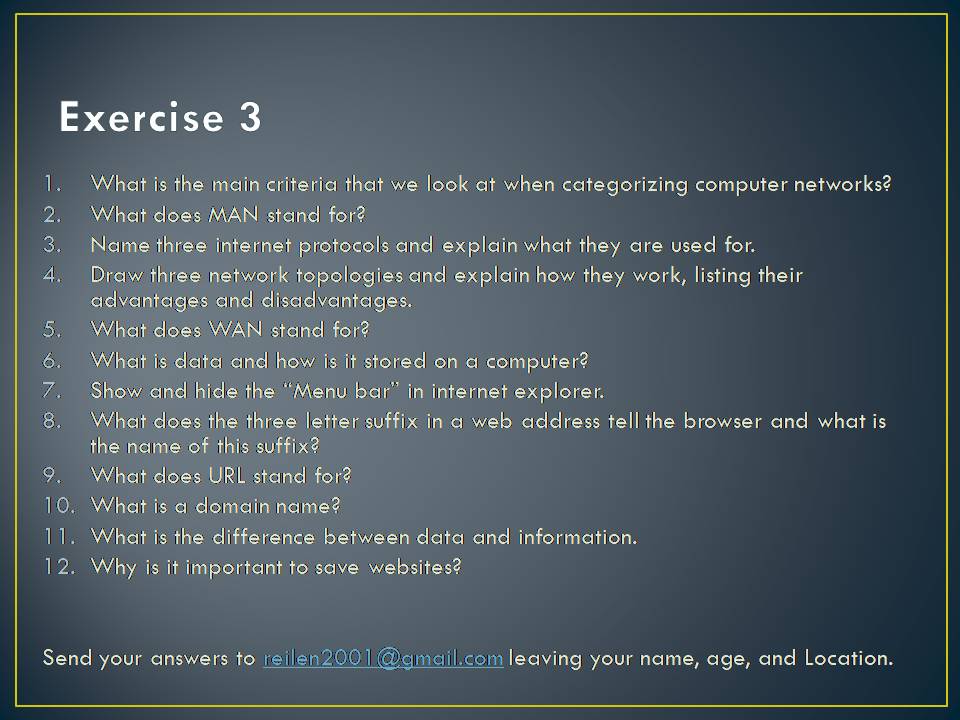 Exercise 3
1. What is the main criteria that we look at when categorizing computer networks?
2. What does MAN stand for?
3. Name three internet protocols and explain what they are used for.
4. Draw three network topologies and explain how they work, listing their
advantages and disadvantages.
5. What does WAN stand for?
6. What is data and how is it stored on a computer?
7. Show and hide the “Menu bar” in internet explorer.
8. What does the three letter suffix in a web address tell the browser and what is
the name of this suffix?
9. What does URL stand for?
10. What is a domain name?
11. What is the difference between data and information.
12. Why is it important to save websites?
Send your answers to reilen2001@gmail.com leaving your name, age, and Location.